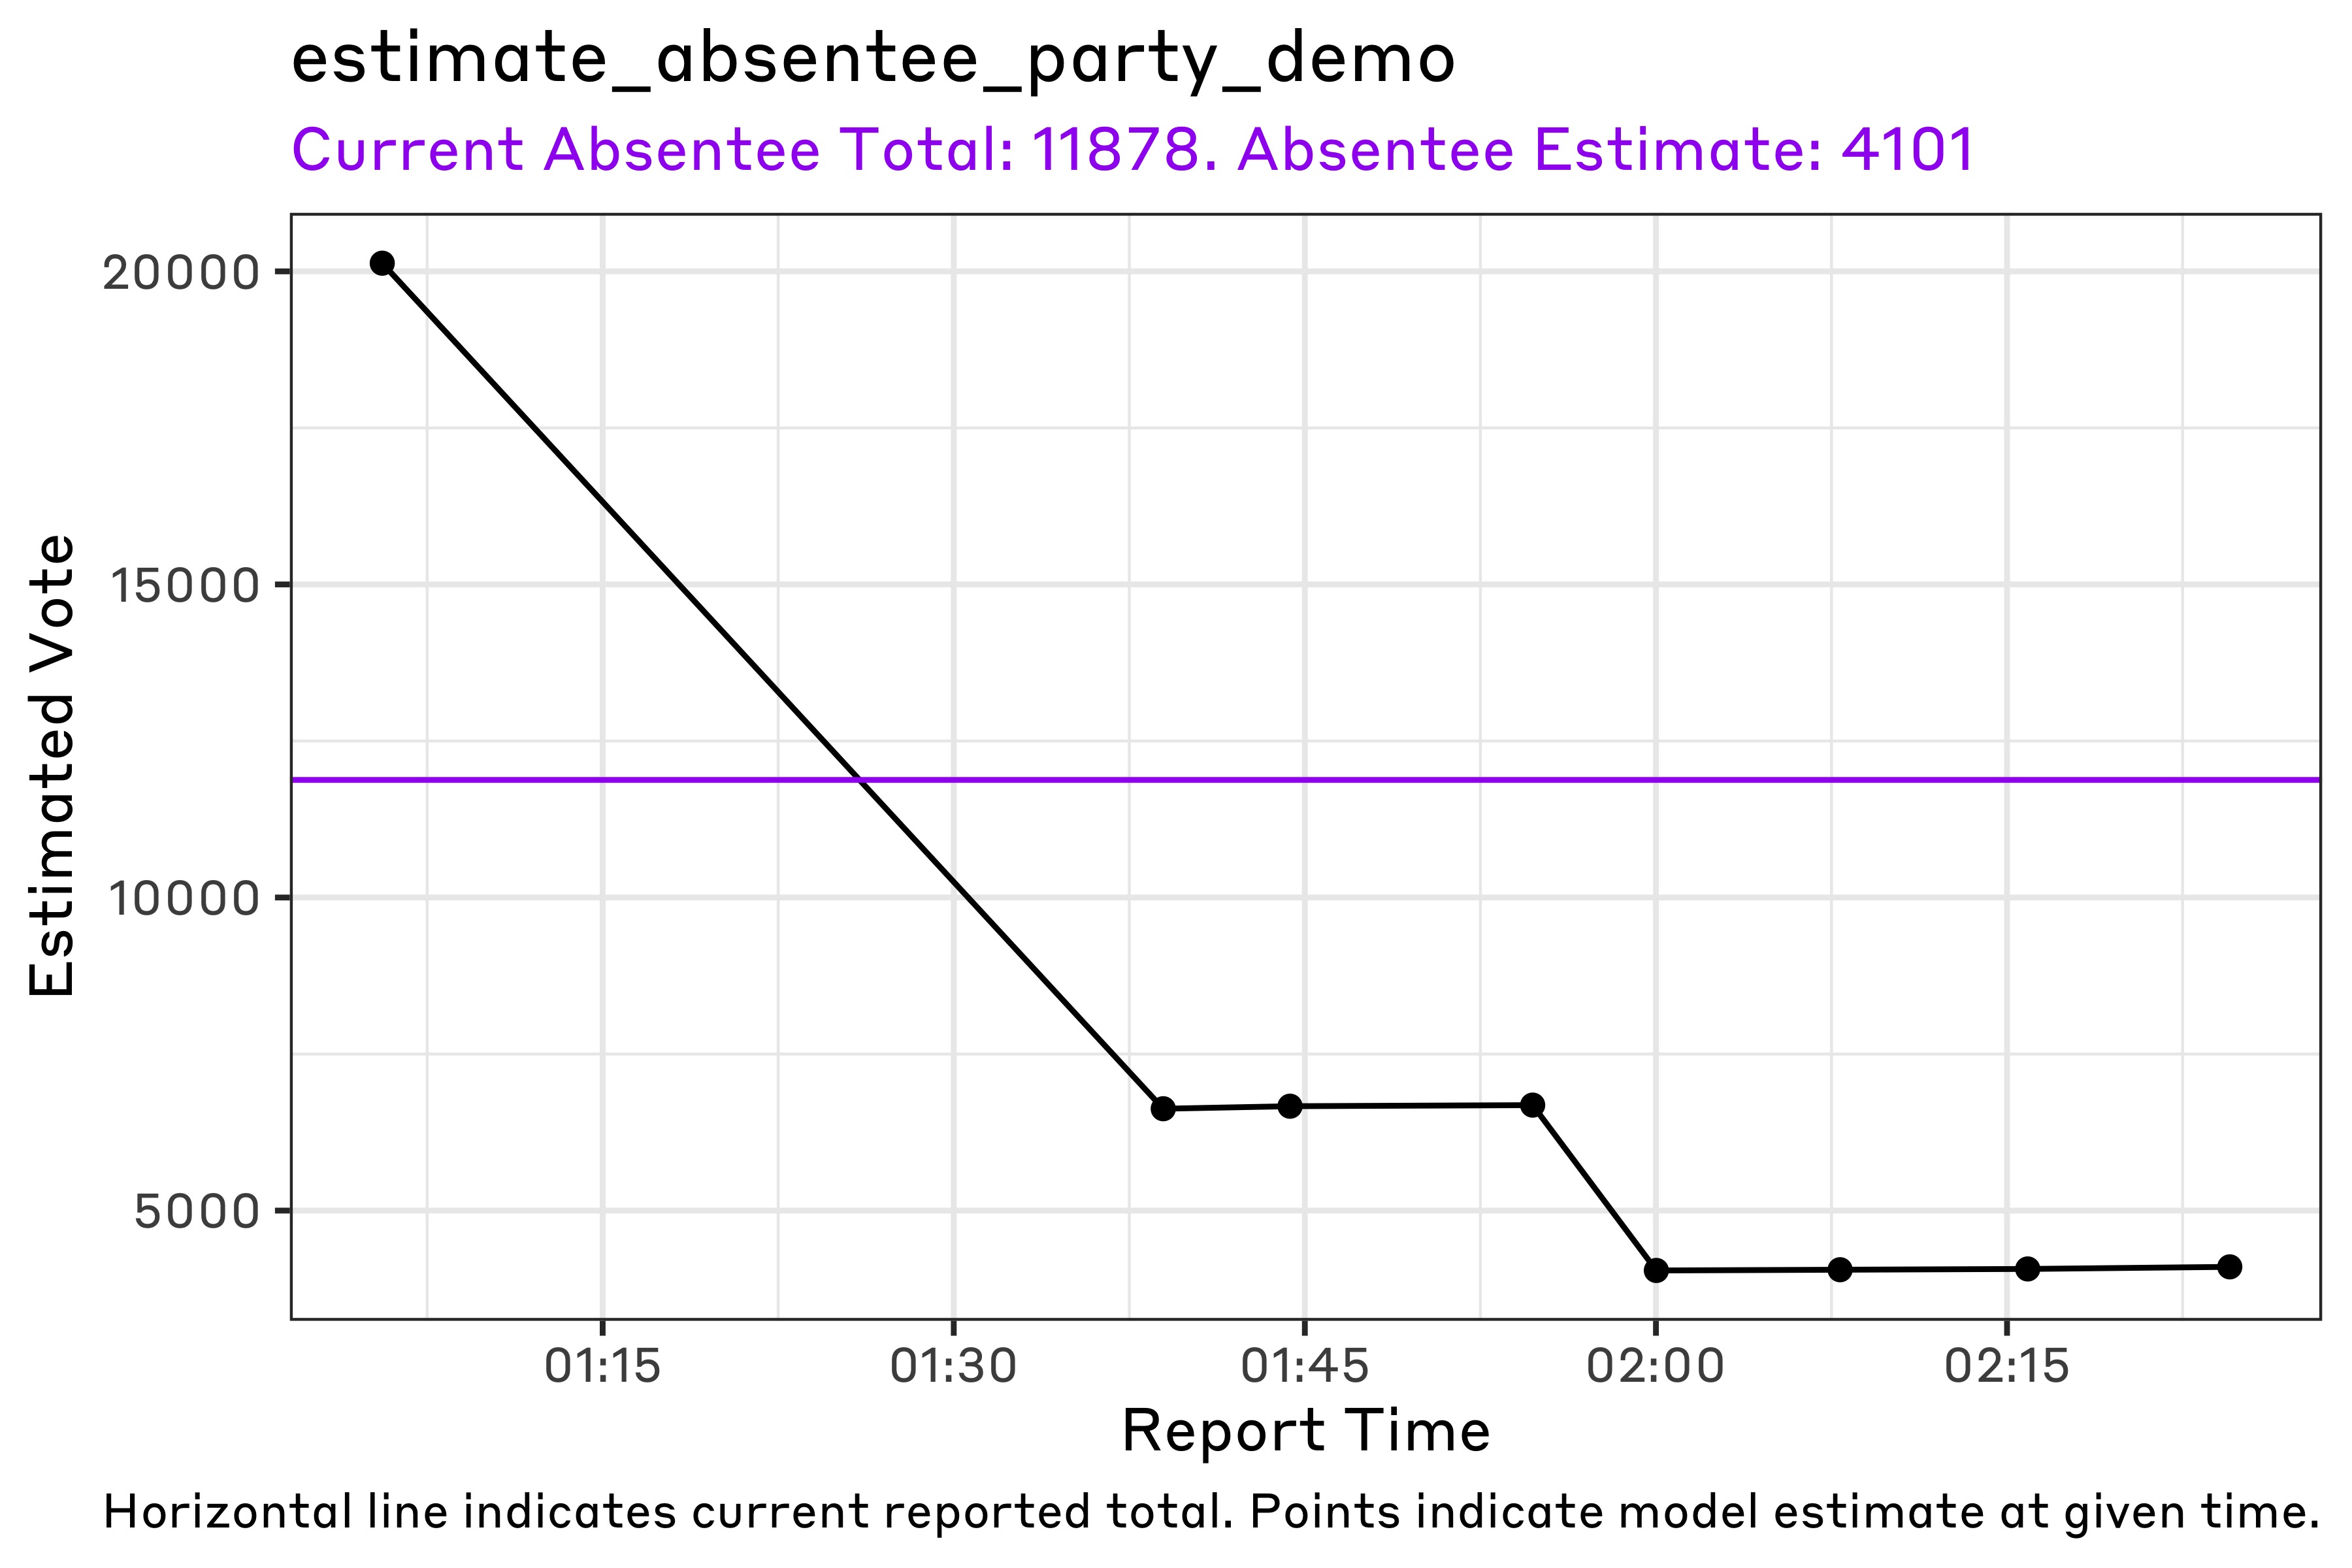 estimate_absentee_party_demo
Current Absentee Total: 11878. Absentee Estimate: 4101
Estimated Vote
20000
15000
10000
5000
01:15 01:30 01:45 02:00 02:15
Report Time
Horizontal line indicates current reported total. Points indicate model estimate at given time.